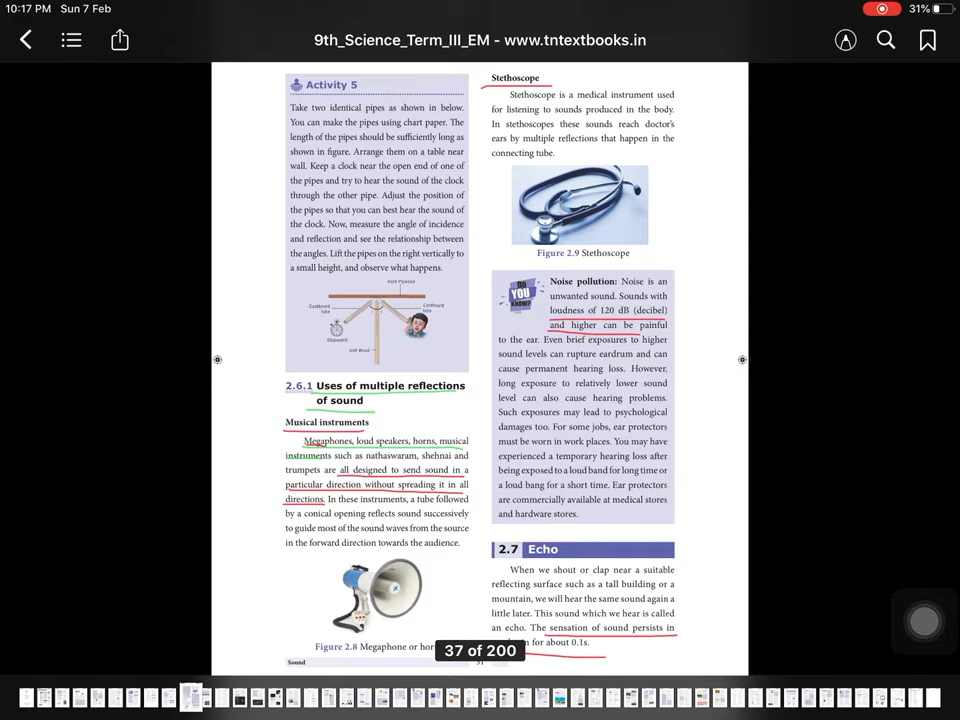 10:17 PM Sun 7 Feb
31%
9th_Science_Term_III_EM - www.tntextbooks.in
Activity 5
Take two identical pipes as shown in below.
You can make the pipes using chart paper. The
length of the pipes should be sufficiently long as
shown in figure. Arrange them on a table near
wall. Keep a clock near the open end of one of
the pipes and try to hear the sound of the clock
through the other pipe. Adjust the position of
the pipes so that you can best hear the sound of
the clock. Now, measure the angle of incidence
and reflection and see the relationship between
the angles. Lift the pipes on the right vertically to
a small height, and observe what happens.
Hard Plywood
Cardboard
tube
Cardboard
tube
Stopwatch
Soft Wood
2.6.1 Uses of multiple reflections
of sound
Musical instruments
Megaphones, loud speakers, horns, musical
instruments such as nathaswaram, shehnai and
trumpets are all designed to send sound in a
particular direction without spreading it in all
directions. In these instruments, a tube followed
by a conical opening reflects sound successively
to guide most of the sound waves from the source
in the forward direction towards the audience.
Figure 2.8 Megaphone or
Sound
Stethoscope
Stethoscope is a medical instrument used
for listening to sounds produced in the body.
In stethoscopes these sounds reach doctor's
ears by multiple reflections that happen in the
connecting tube.
Figure 2.9 Stethoscope
DO YOU KNOW?
Noise pollution: Noise is an
unwanted sound. Sounds with
loudness of 120 dB (decibel)
and higher can be painful
to the ear. Even brief exposures to higher
sound levels can rupture eardrum and can
cause permanent hearing loss. However,
long exposure to relatively lower sound
level can also cause hearing problems.
Such exposures may lead to psychological
damages too. For some jobs, ear protectors
must be worn in work places. You may have
experienced a temporary hearing loss after
being exposed to a loud band for long time or
a loud bang for a short time. Ear protectors
are commercially available at medical stores
and hardware stores.
2.7 Echo
When we shout or clap near a suitable
reflecting surface such as a tall building or a
mountain, we will hear the same sound again a
little later. This sound which we hear is called
an echo. The sensation of sound persists in
for about 0.1s.
37 of 200